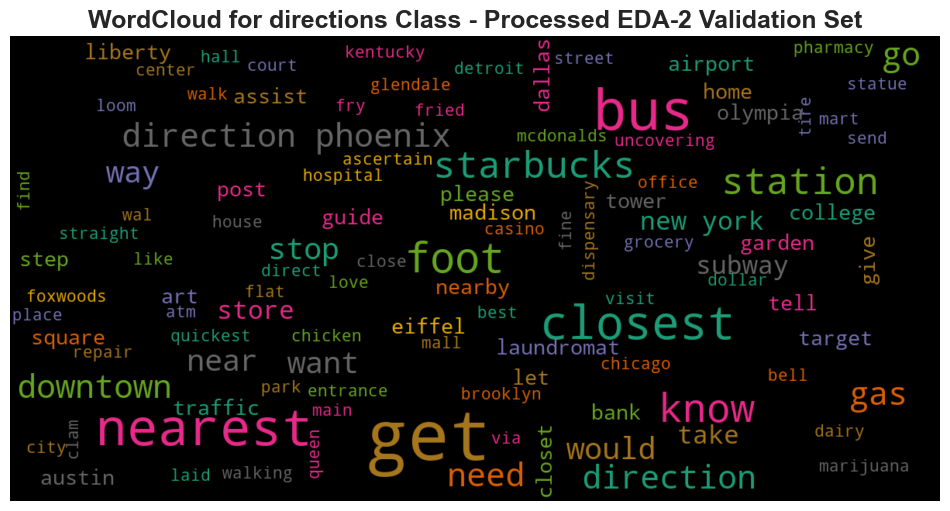 WordCloud for directions Class - Processed EDA-2 Validation Set
liberty
hall
kentucky
dallas
street
pharmacy
go
center
court
detroit
airport
glendale
statue
walk
assist
home
loom
fry
fried
bus
olympia
tire
mart
direction phoenix
mcdonalds
uncovering
send
ascertain
starbucks
way
hospital
find
post
please
dispensary
office
station
tower
wal
house
guide
madison
casino
fine
new york
college
straight
stop
foot
grocery
garden
step
like
direct
close
subway
give
foxwoods
art
flat
love
nearby
visit
dollar
tell
place
atm
store
best
closest
square
quickest
chicken
eiffel
mall
laundromat
target
repair
near
want
chicago
downtown
park
entrance
let
bell
brooklyn
gas
traffic
main
nearest
get
bank
know
city
clam
queen
via
closet
take
dairy
would
austin
laid
walking
need
direction
marijuana